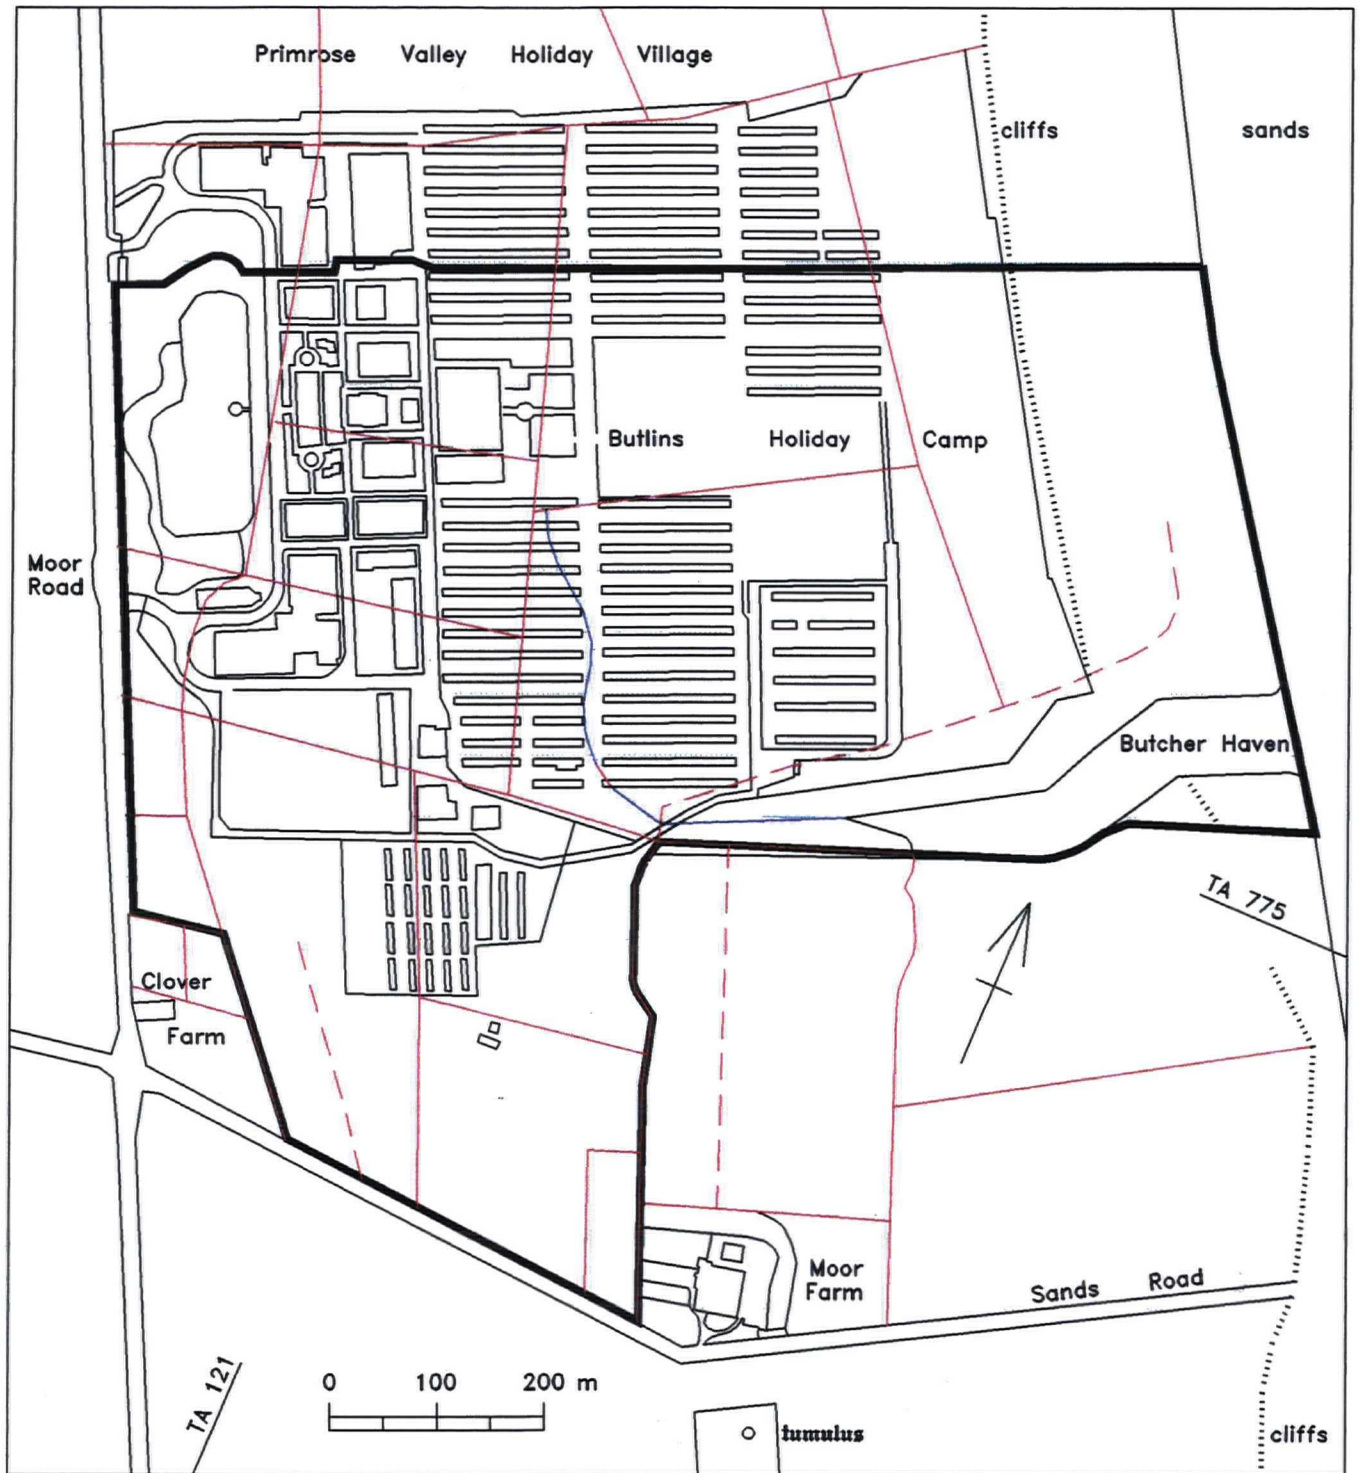 Primrose Valley Holiday Village
cliffs
sands
Butlins Holiday Camp
Moor
Road
Butcher Haven
TA 775
Clover
Farm
Moor
Farm
Sands Road
TA 121
0 100 200 m
tumulus
cliffs